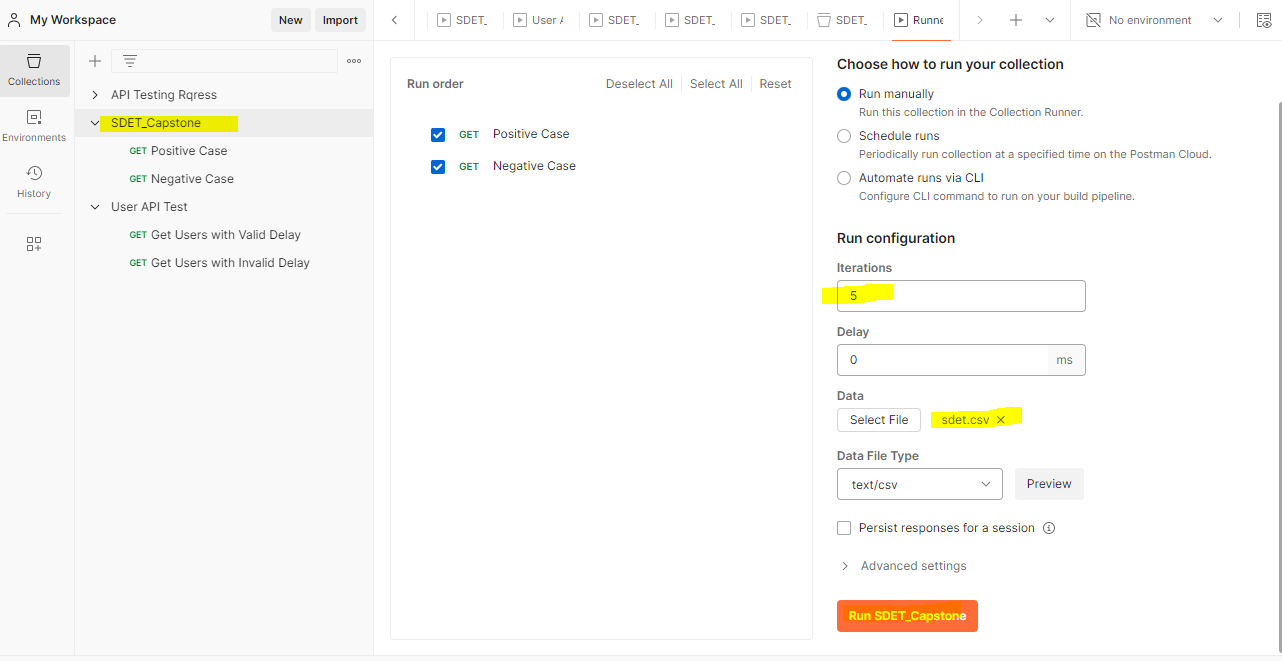 My Workspace
New
Import
SDET_
User A
SDET_
SDET_
SDET_
SDET_
Runne
No environment
Collections
Environments
History
API Testing Rqress
SDET_Capstone
GET Positive Case
GET Negative Case
User API Test
GET Get Users with Valid Delay
GET Get Users with Invalid Delay
Run order
Deselect All
Select All
Reset
GET Positive Case
GET Negative Case
Choose how to run your collection
Run manually
Run this collection in the Collection Runner.
Schedule runs
Periodically run collection at a specified time on the Postman Cloud.
Automate runs via CLI
Configure CLI command to run on your build pipeline.
Run configuration
Iterations
5
Delay
0 ms
Data
Select File
sdet.csv
Data File Type
text/csv
Preview
Persist responses for a session
Advanced settings
Run SDET_Capstone